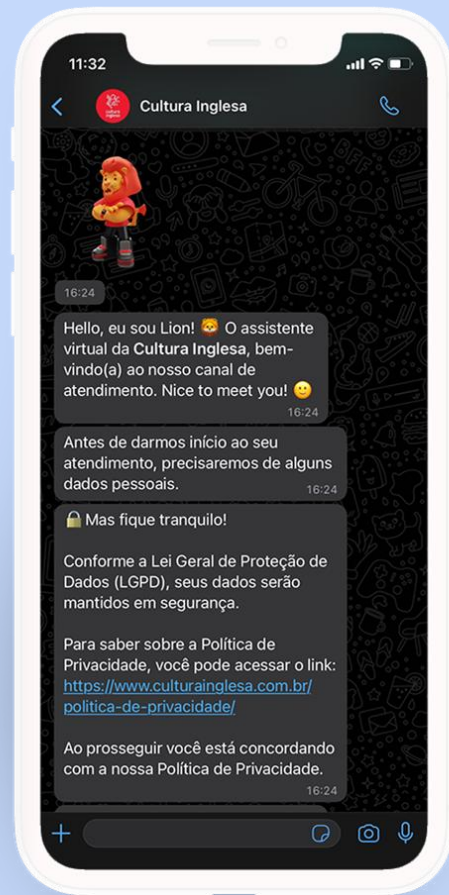 11:32
cultura
inglesa
Cultura Inglesa
16:24
Hello, eu sou Lion! 🦁 O assistente
virtual da Cultura Inglesa, bem-
vindo(a) ao nosso canal de
atendimento. Nice to meet you! 🙂
16:24
Antes de darmos início ao seu
atendimento, precisaremos de alguns
dados pessoais.
16:24
🔒 Mas fique tranquilo!
Conforme a Lei Geral de Proteção de
Dados (LGPD), seus dados serão
mantidos em segurança.
Para saber sobre a Política de
Privacidade, você pode acessar o link:
https://www.culturainglesa.com.br/
politica-de-privacidade/
Ao prosseguir você está concordando
com a nossa Política de Privacidade.
16:24